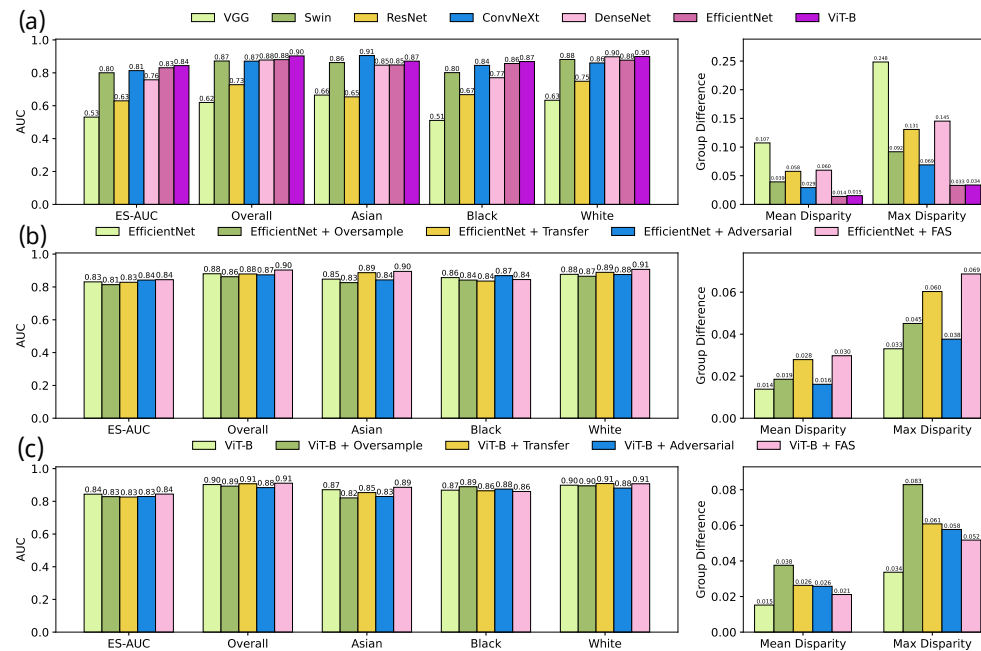 (a)
VGG Swin ResNet ConvNeXt DenseNet EfficientNet ViT-B
AUC
1.0
0.8
0.6
0.4
0.2
0.0
0.53 0.80 0.63 0.81 0.76 0.83 0.84
0.62 0.87 0.73 0.87 0.88 0.88 0.90
0.66 0.86 0.65 0.91 0.85 0.85 0.87
0.51 0.80 0.67 0.84 0.77 0.86 0.87
0.63 0.88 0.75 0.86 0.90 0.88 0.90
ES-AUC Overall Asian Black White
Group Difference
0.25
0.20
0.15
0.10
0.05
0.00
0.107 0.039 0.058 0.029 0.060 0.014 0.015
0.248 0.092 0.131 0.069 0.145 0.033 0.034
Mean Disparity Max Disparity
(b)
EfficientNet EfficientNet + Oversample EfficientNet + Transfer EfficientNet + Adversarial EfficientNet + FAS
AUC
1.0
0.8
0.6
0.4
0.2
0.0
0.83 0.81 0.83 0.84 0.84
0.88 0.86 0.88 0.87 0.90
0.85 0.83 0.89 0.84 0.90
0.86 0.84 0.84 0.87 0.84
0.88 0.87 0.89 0.88 0.91
ES-AUC Overall Asian Black White
Group Difference
0.08
0.06
0.04
0.02
0.00
0.014 0.019 0.028 0.016 0.030
0.033 0.045 0.060 0.038 0.069
Mean Disparity Max Disparity
(c)
ViT-B ViT-B + Oversample ViT-B + Transfer ViT-B + Adversarial ViT-B + FAS
AUC
1.0
0.8
0.6
0.4
0.2
0.0
0.84 0.83 0.83 0.83 0.84
0.90 0.89 0.91 0.88 0.91
0.87 0.82 0.85 0.83 0.89
0.87 0.89 0.86 0.88 0.86
0.90 0.90 0.91 0.88 0.91
ES-AUC Overall Asian Black White
Group Difference
0.08
0.06
0.04
0.02
0.00
0.015 0.038 0.026 0.026 0.021
0.034 0.083 0.061 0.058 0.052
Mean Disparity Max Disparity